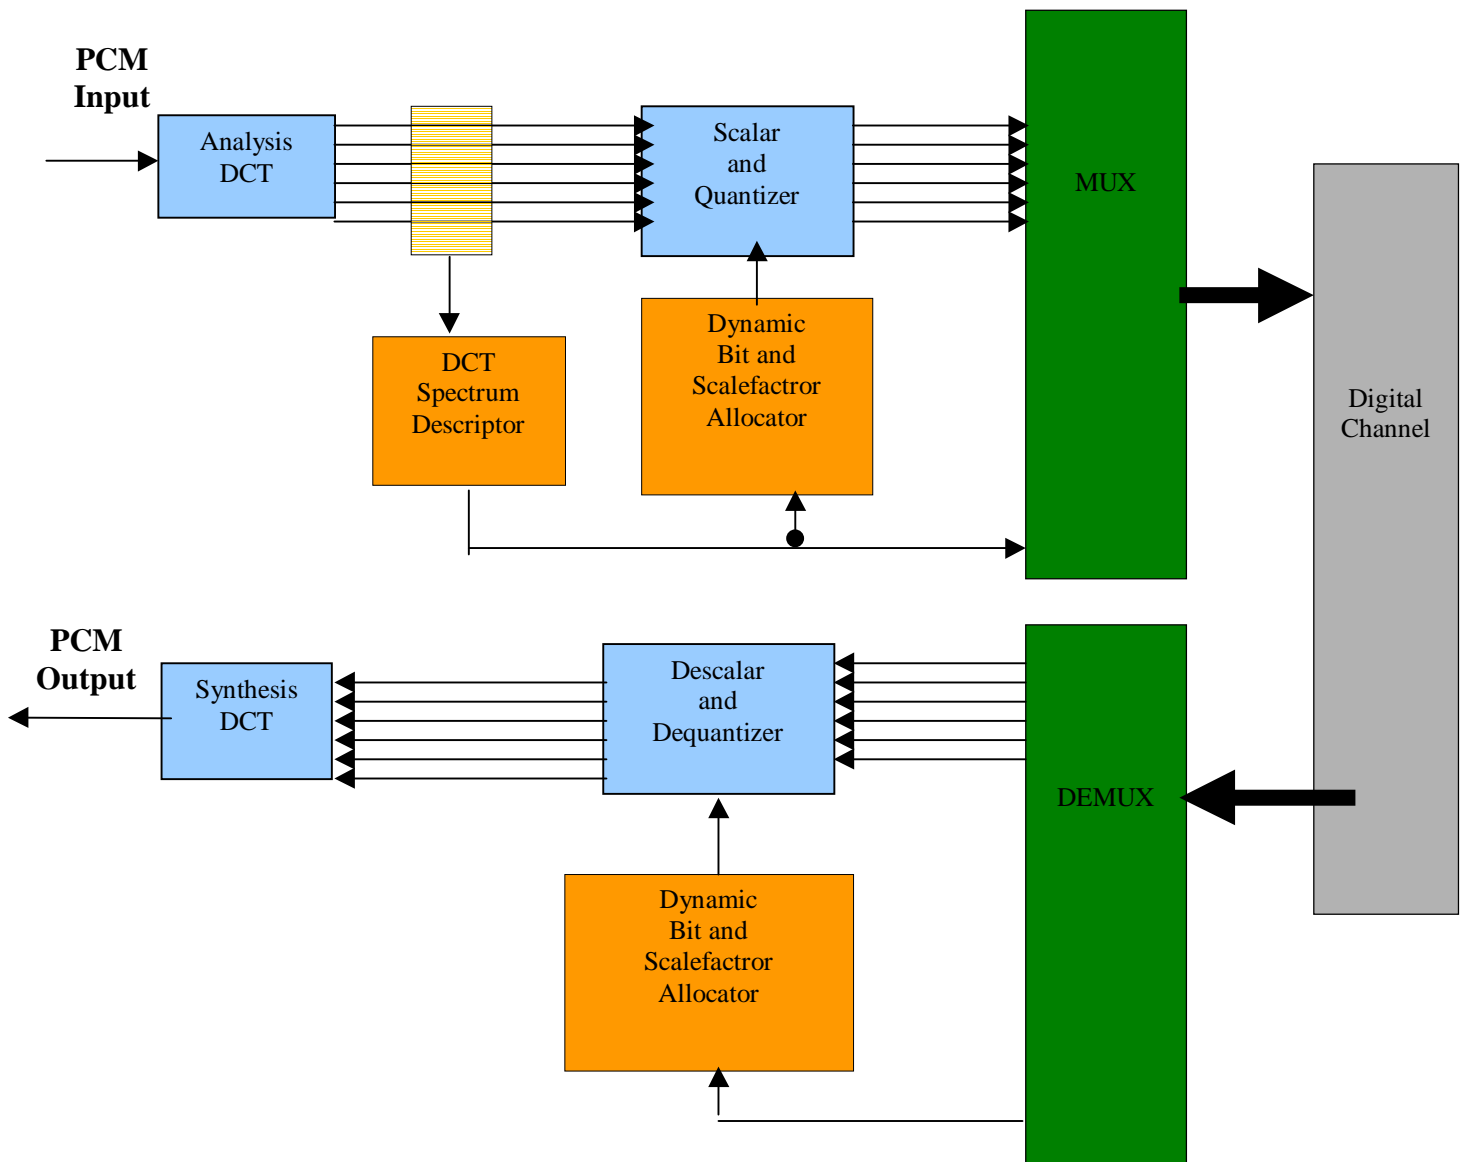 PCM
Input
Analysis
DCT
Scalar
and
Quantizer
MUX
DCT
Spectrum
Descriptor
Dynamic
Bit and
Scalefactror
Allocator
Digital
Channel
PCM
Output
Synthesis
DCT
Descalar
and
Dequantizer
DEMUX
Dynamic
Bit and
Scalefactror
Allocator